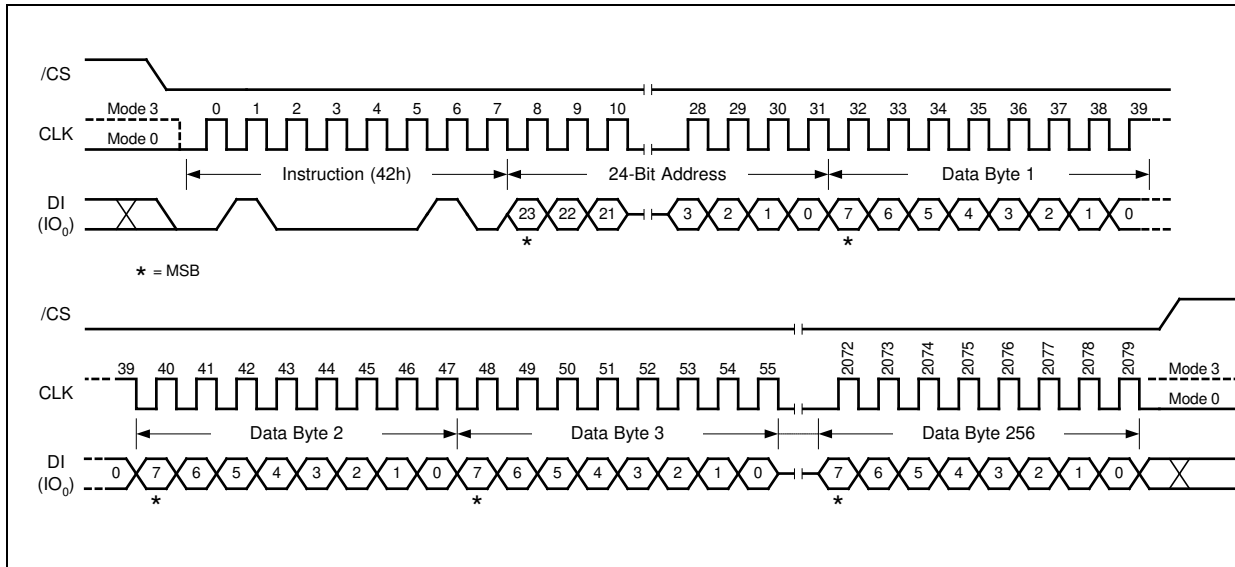 /CS
Mode 3 0 1 2 3 4 5 6 7 8 9 10 28 29 30 31 32 33 34 35 36 37 38 39
CLK Mode 0
Instruction (42h) 24-Bit Address Data Byte 1
DI (IO0) 23 22 21 3 2 1 0 7 6 5 4 3 2 1 0
* *
* = MSB
/CS
39 40 41 42 43 44 45 46 47 48 49 50 51 52 53 54 55 2072 2073 2074 2075 2076 2077 2078 2079 Mode 3
CLK Mode 0
Data Byte 2 Data Byte 3 Data Byte 256
DI (IO0) 0 7 6 5 4 3 2 1 0 7 6 5 4 3 2 1 0 7 6 5 4 3 2 1 0
* * *